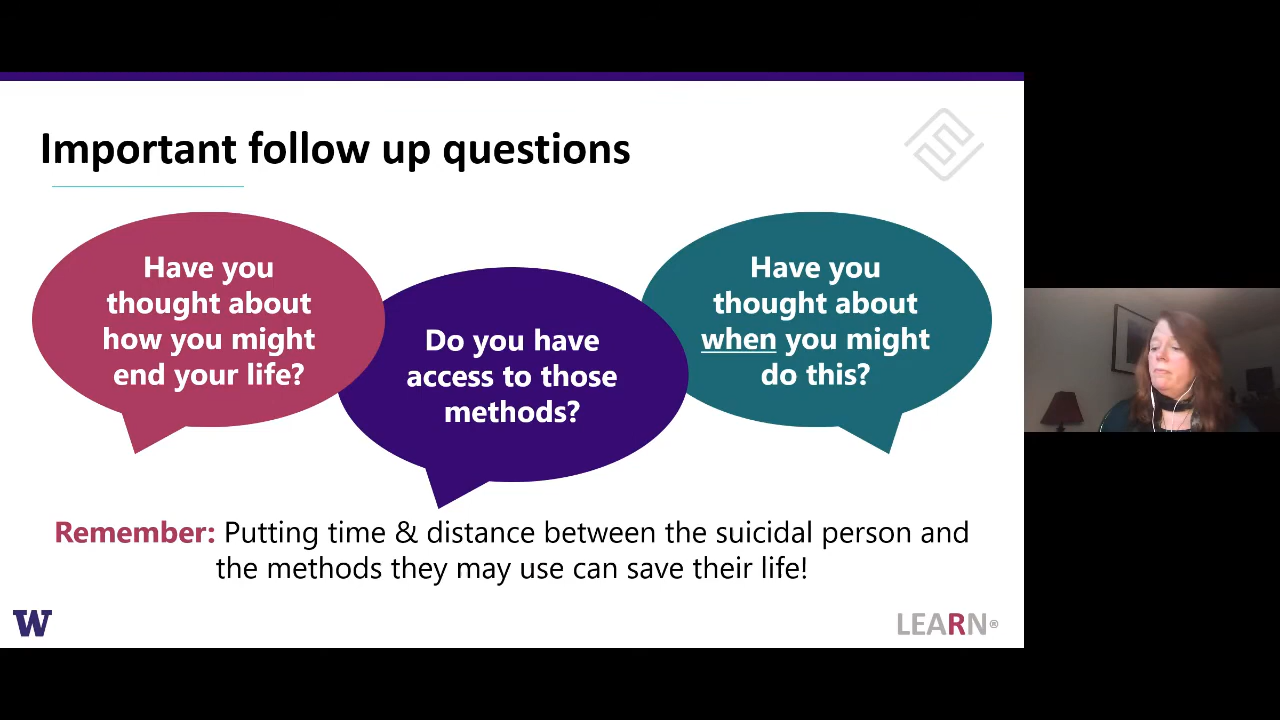 Important follow up questions
Have you
thought about
how you might
end your life?
Do you have
access to those
methods?
Have you
thought about
when you might
do this?
Remember: Putting time & distance between the suicidal person and
the methods they may use can save their life!
W
LEARN®